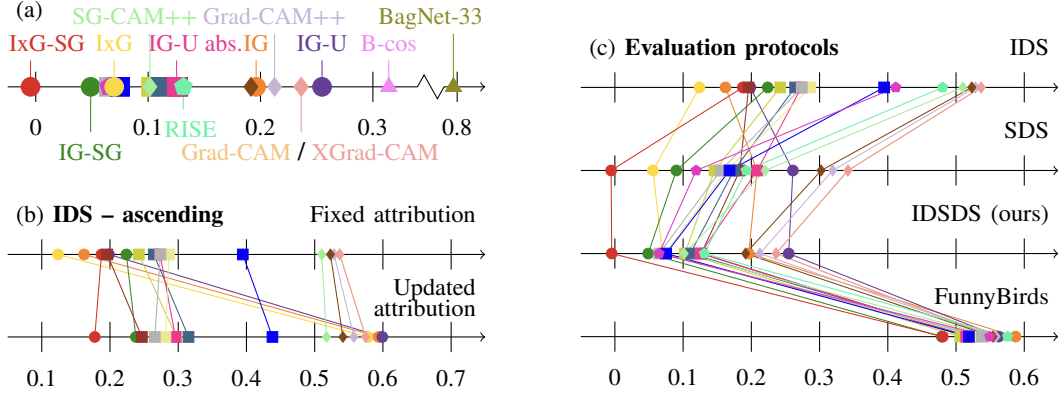 (a)
SG-CAM++ Grad-CAM++ BagNet-33
IxG-SG IxG IG-U abs. IG IG-U B-cos
0 0.1 0.2 0.3 0.8
RISE
IG-SG Grad-CAM / XGrad-CAM
(b) IDS – ascending Fixed attribution
Updated
attribution
0.1 0.2 0.3 0.4 0.5 0.6 0.7
(c) Evaluation protocols IDS
SDS
IDSDS (ours)
FunnyBirds
0 0.1 0.2 0.3 0.4 0.5 0.6